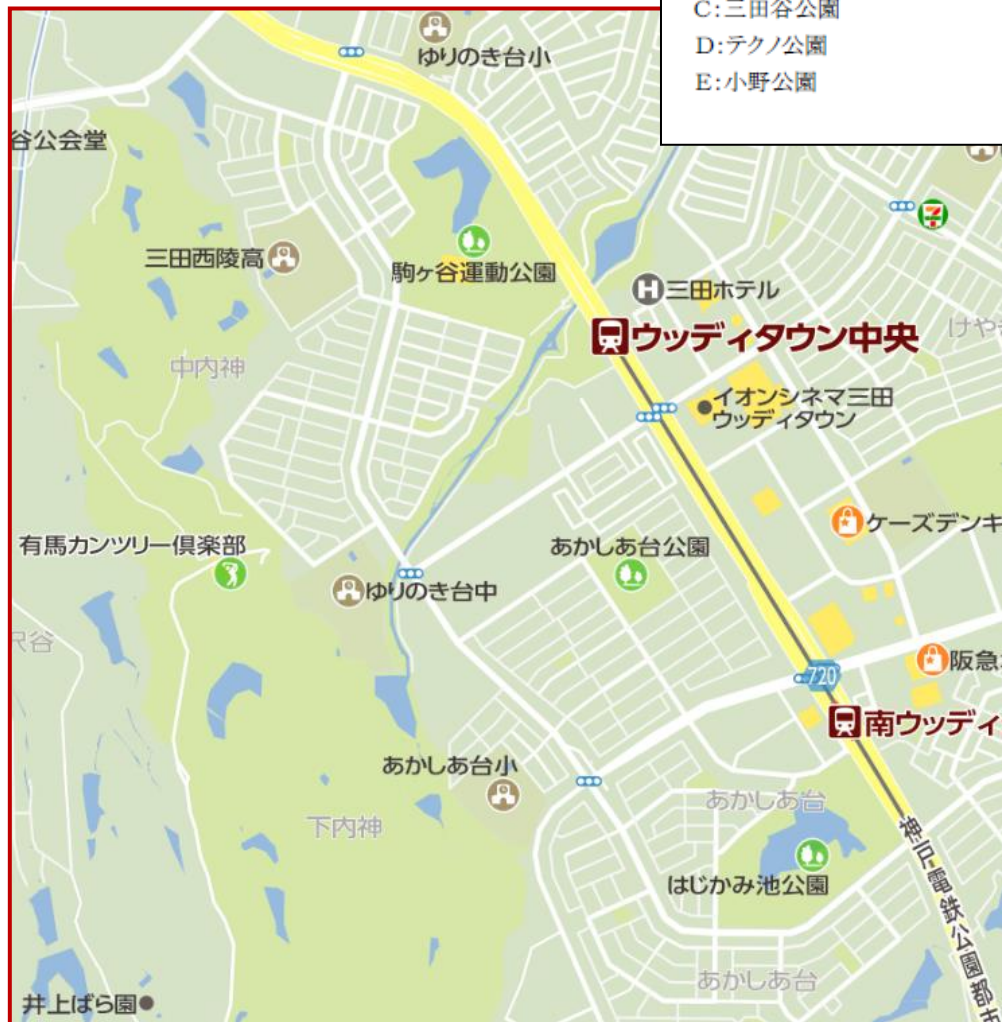 C:三田谷公園
D:テクノ公園
E:小野公園
ゆりのき台小
谷公会堂
三田西陵高
駒ヶ谷運動公園
H三田ホテル
ウッディタウン中央
けやき
中内神
イオンシネマ三田
ウッディタウン
ケーズデンキ
有馬カンツリー倶楽部
あかしあ台公園
ゆりのき台中
沢谷
阪急
720
南ウッディ
あかしあ台小
あかしあ台
下内神
はじかみ池公園
神戸電鉄公園都市
あかしあ台
井上ばら園